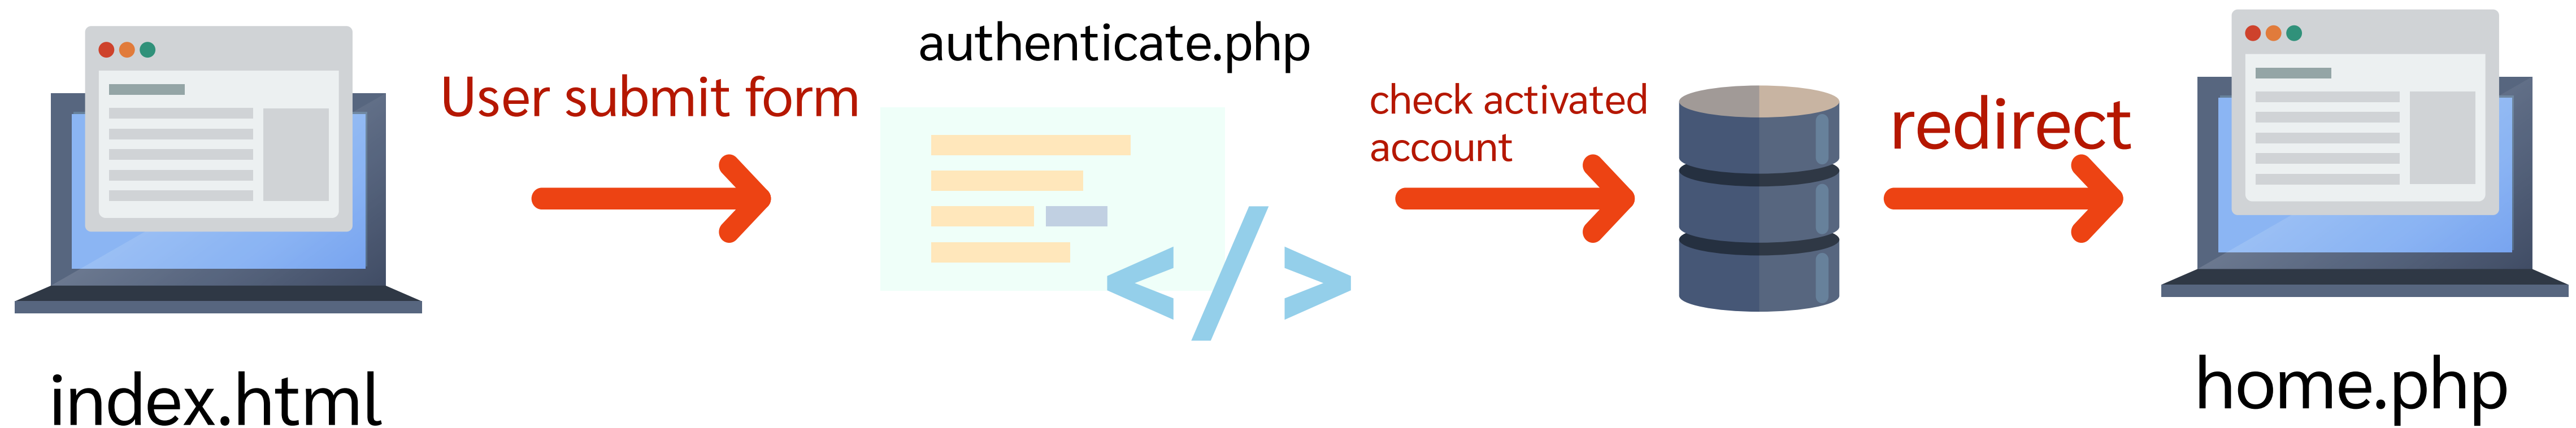 authenticate.php
User submit form
check activated
account
redirect
index.html
home.php
</>